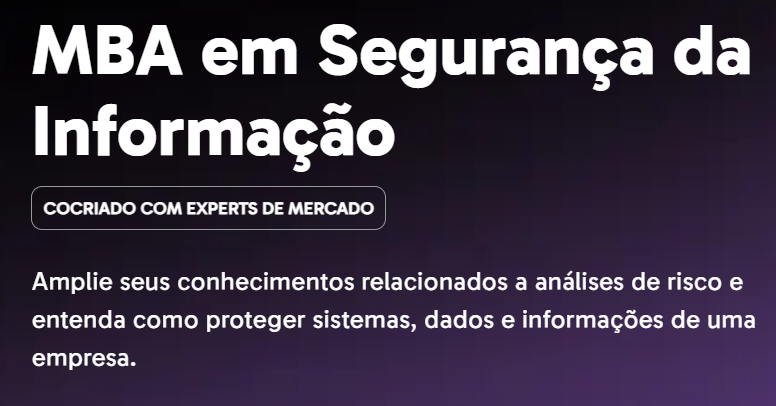 MBA em Segurança da
Informação
COCRIADO COM EXPERTS DE MERCADO
Amplie seus conhecimentos relacionados a análises de risco e
entenda como proteger sistemas, dados e informações de uma
empresa.